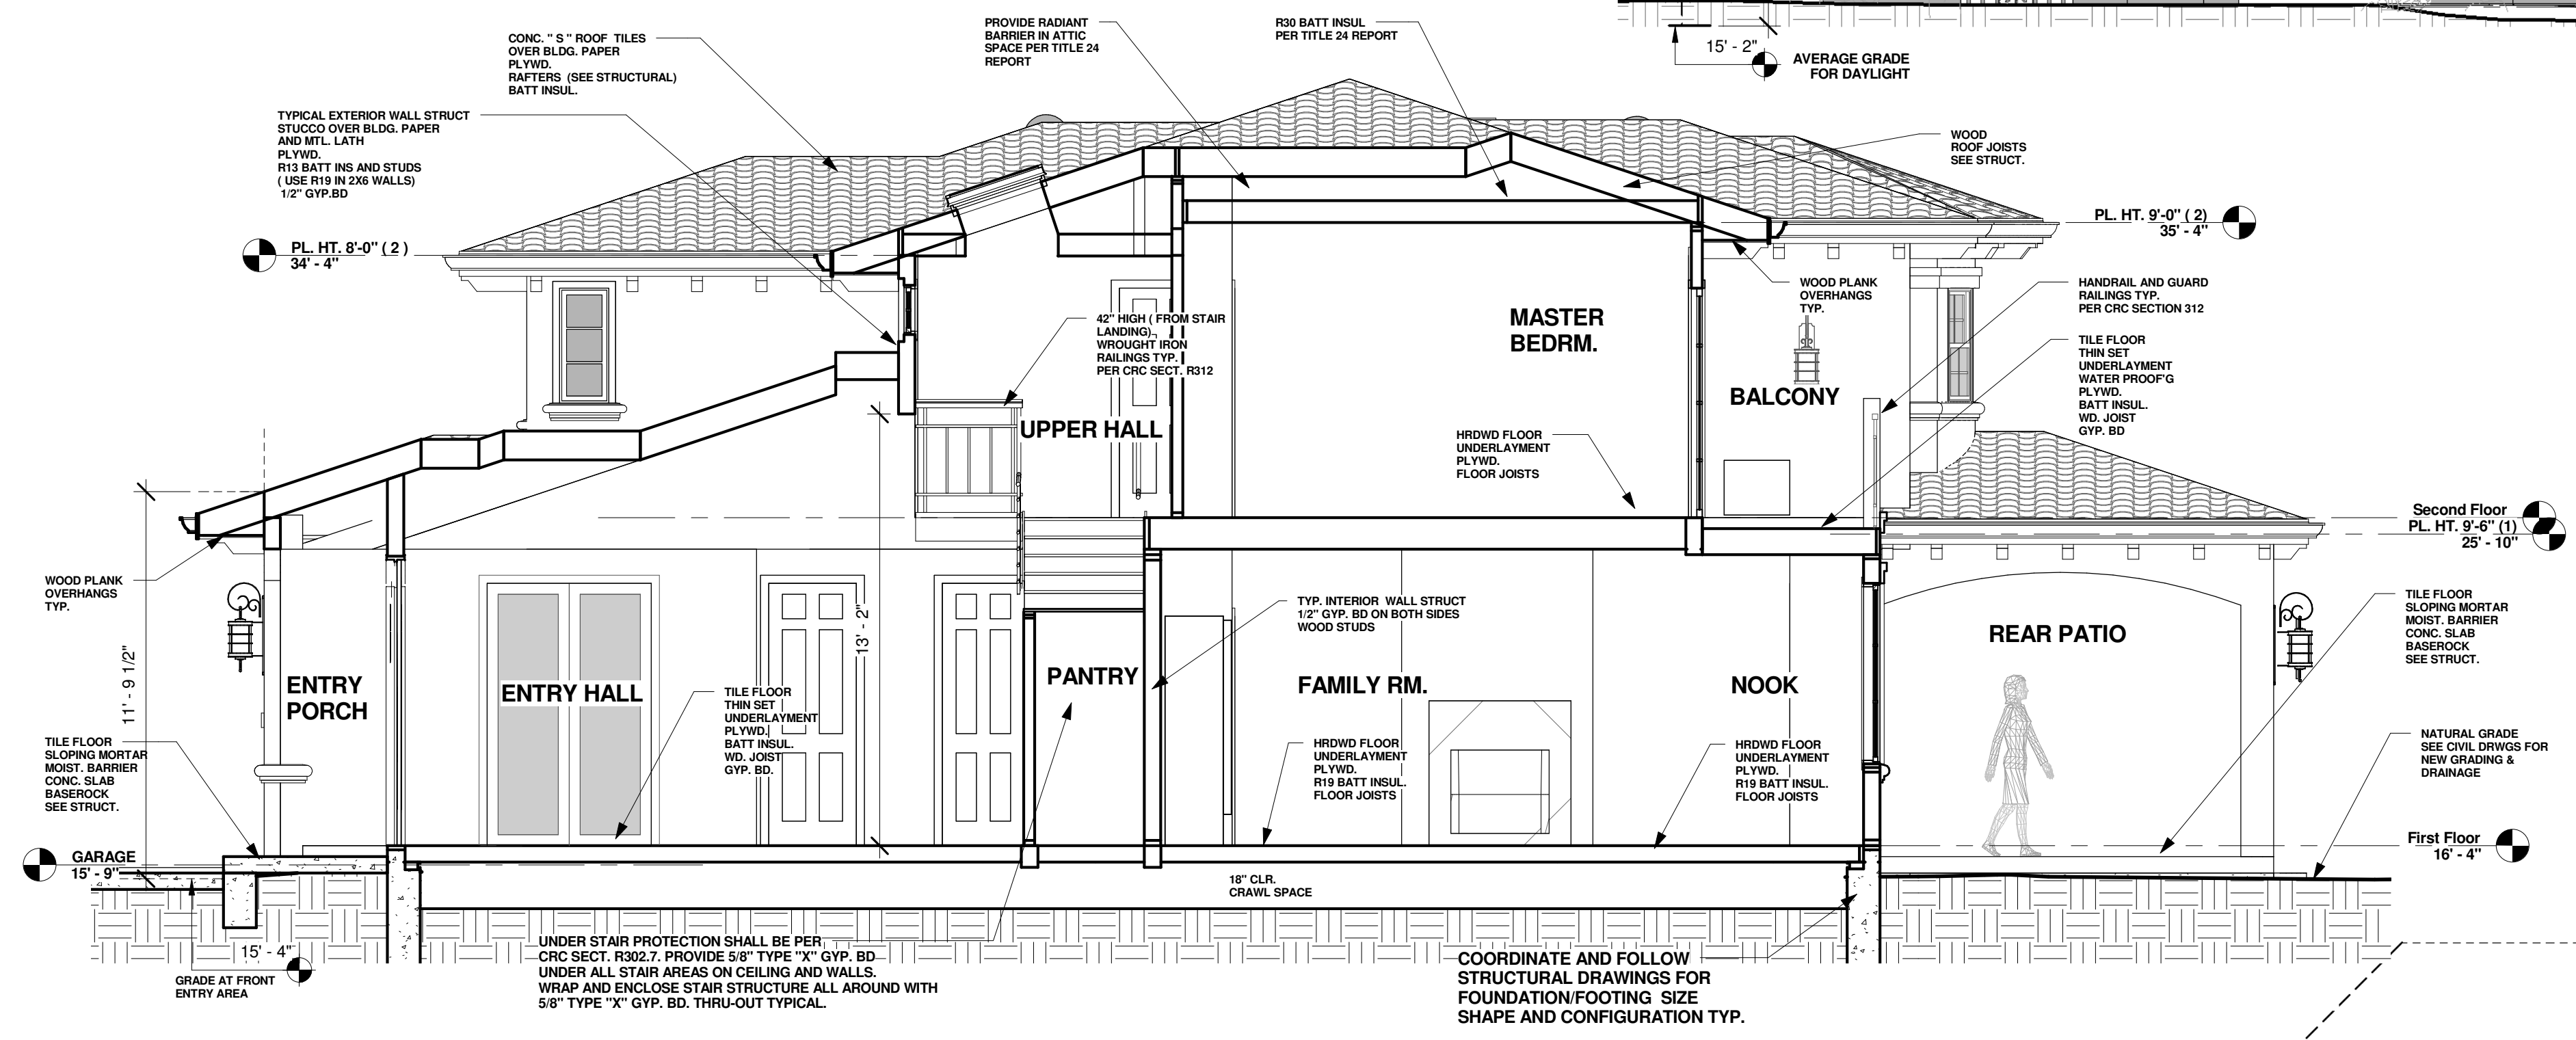 CONC. " S " ROOF TILES
OVER BLDG. PAPER
PLYWD.
RAFTERS (SEE STRUCTURAL)
BATT INSUL.
PROVIDE RADIANT
BARRIER IN ATTIC
SPACE PER TITLE 24
REPORT
R30 BATT INSUL
PER TITLE 24 REPORT
15' - 2"
AVERAGE GRADE
FOR DAYLIGHT
TYPICAL EXTERIOR WALL STRUCT
STUCCO OVER BLDG. PAPER
AND MTL. LATH
PLYWD.
R13 BATT INS AND STUDS
( USE R19 IN 2X6 WALLS)
1/2" GYP.BD
WOOD
ROOF JOISTS
SEE STRUCT.
PL. HT. 8'-0" ( 2 )
34' - 4"
PL. HT. 9'-0" ( 2)
35' - 4"
WOOD PLANK
OVERHANGS
TYP.
HANDRAIL AND GUARD
RAILINGS TYP.
PER CRC SECTION 312
42" HIGH ( FROM STAIR
LANDING)
WROUGHT IRON
RAILINGS TYP.
PER CRC SECT. R312
MASTER
BEDRM.
BALCONY
TILE FLOOR
THIN SET
UNDERLAYMENT
WATER PROOF'G
PLYWD.
BATT INSUL.
WD. JOIST
GYP. BD
UPPER HALL
HRDWD FLOOR
UNDERLAYMENT
PLYWD.
FLOOR JOISTS
Second Floor
PL. HT. 9'-6" (1)
25' - 10"
WOOD PLANK
OVERHANGS
TYP.
11' - 9 1/2"
13' - 2"
TYP. INTERIOR WALL STRUCT
1/2" GYP. BD ON BOTH SIDES
WOOD STUDS
TILE FLOOR
SLOPING MORTAR
MOIST. BARRIER
CONC. SLAB
BASEROCK
SEE STRUCT.
REAR PATIO
ENTRY
PORCH
ENTRY HALL
PANTRY
FAMILY RM.
NOOK
TILE FLOOR
THIN SET
UNDERLAYMENT
PLYWD.
BATT INSUL.
WD. JOIST
GYP. BD.
TILE FLOOR
SLOPING MORTAR
MOIST. BARRIER
CONC. SLAB
BASEROCK
SEE STRUCT.
HRDWD FLOOR
UNDERLAYMENT
PLYWD.
R19 BATT INSUL.
FLOOR JOISTS
HRDWD FLOOR
UNDERLAYMENT
PLYWD.
R19 BATT INSUL.
FLOOR JOISTS
NATURAL GRADE
SEE CIVIL DRWGS FOR
NEW GRADING &
DRAINAGE
GARAGE
15' - 9"
First Floor
16' - 4"
18" CLR.
CRAWL SPACE
15' - 4"
GRADE AT FRONT
ENTRY AREA
UNDER STAIR PROTECTION SHALL BE PER
CRC SECT. R302.7. PROVIDE 5/8" TYPE "X" GYP. BD
UNDER ALL STAIR AREAS ON CEILING AND WALLS.
WRAP AND ENCLOSE STAIR STRUCTURE ALL AROUND WITH
5/8" TYPE "X" GYP. BD. THRU-OUT TYPICAL.
COORDINATE AND FOLLOW
STRUCTURAL DRAWINGS FOR
FOUNDATION/FOOTING SIZE
SHAPE AND CONFIGURATION TYP.